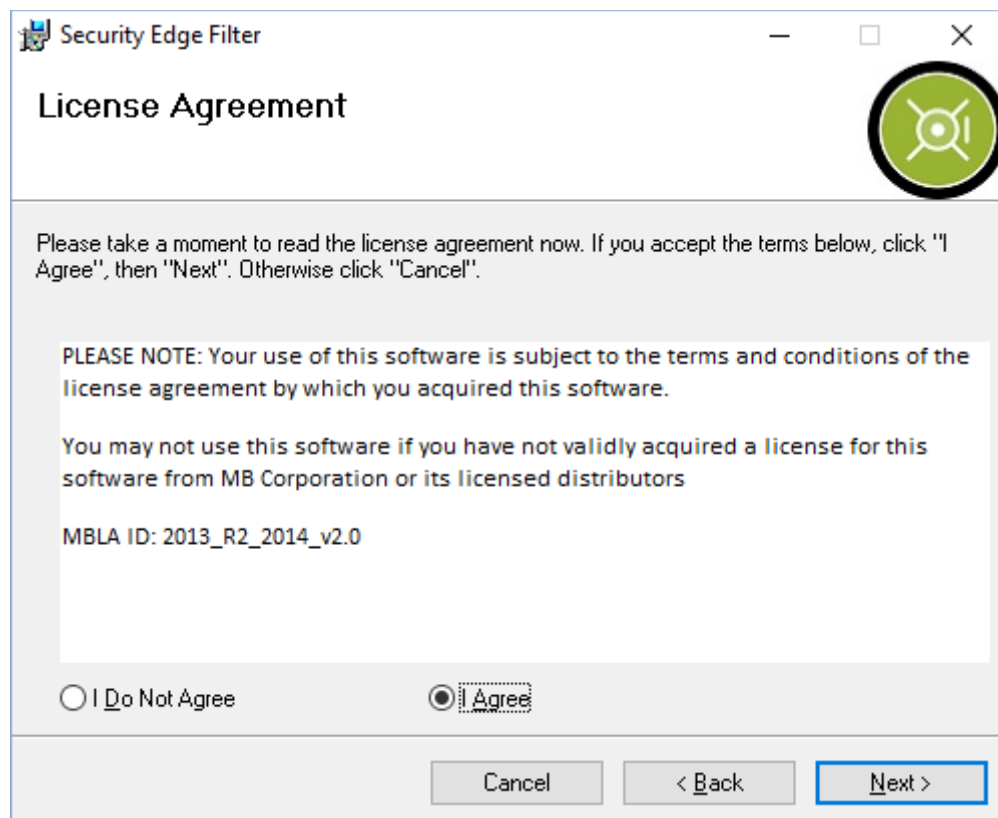 Security Edge Filter
License Agreement
Please take a moment to read the license agreement now. If you accept the terms below, click "I
Agree", then "Next". Otherwise click "Cancel".
PLEASE NOTE: Your use of this software is subject to the terms and conditions of the
license agreement by which you acquired this software.
You may not use this software if you have not validly acquired a license for this
software from MB Corporation or its licensed distributors
MBLA ID: 2013_R2_2014_v2.0
I Do Not Agree
I Agree
Cancel
< Back
Next >